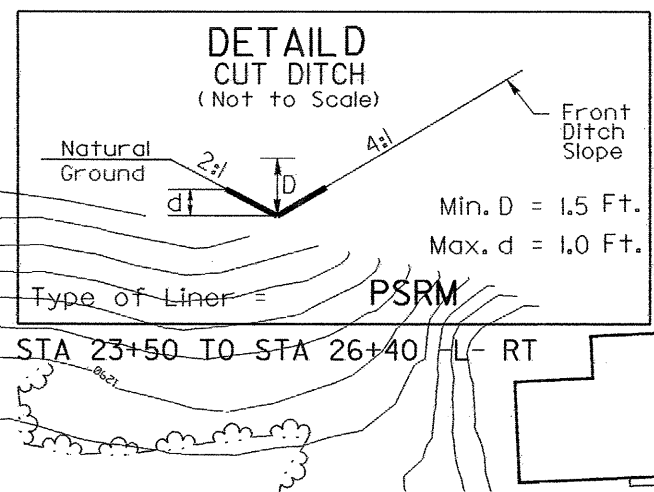 DETAIL D
CUT DITCH
(Not to Scale)
Natural
Ground
2:1
4:1
Front
Ditch
Slope
D
d
Min. D = 1.5 Ft.
Max. d = 1.0 Ft.
Type of Liner = PSRM
STA 23+50 TO STA 26+40 -L- RT
1290